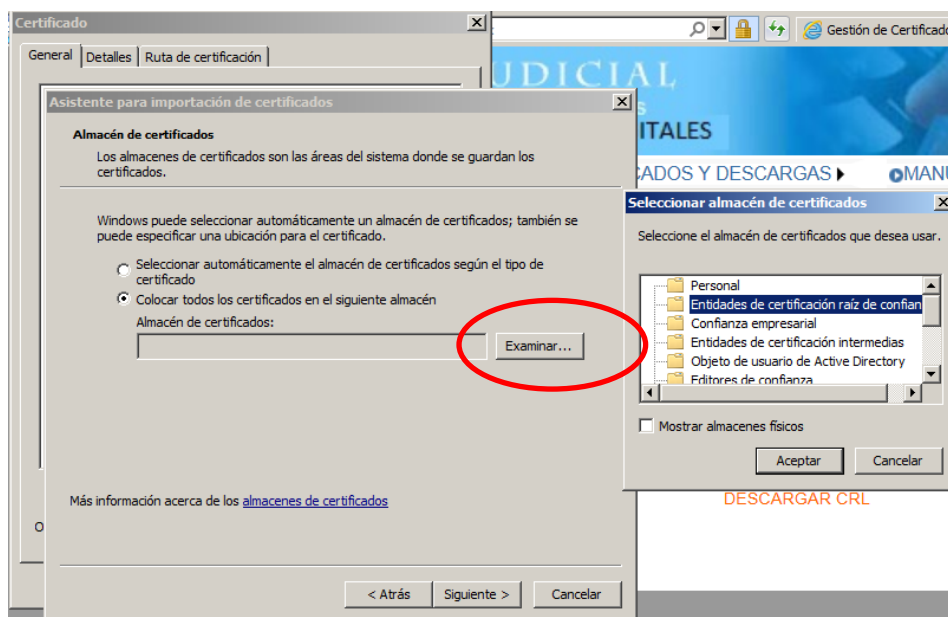 Certificado
General
Detalles
Ruta de certificación
Gestión de Certificado
UDICIAL
ITALES
CADOS Y DESCARGAS
MANU
Asistente para importación de certificados
Almacén de certificados
Los almacenes de certificados son las áreas del sistema donde se guardan los
certificados.
Windows puede seleccionar automáticamente un almacén de certificados; también se
puede especificar una ubicación para el certificado.
Seleccionar automáticamente el almacén de certificados según el tipo de
certificado
Colocar todos los certificados en el siguiente almacén
Almacén de certificados:
Examinar...
Más información acerca de los almacenes de certificados
< Atrás
Siguiente >
Cancelar
Seleccionar almacén de certificados
Seleccione el almacén de certificados que desea usar.
Personal
Entidades de certificación raíz de confian
Confianza empresarial
Entidades de certificación intermedias
Objeto de usuario de Active Directory
Editores de confianza
Mostrar almacenes físicos
Aceptar
Cancelar
DESCARGAR CRL